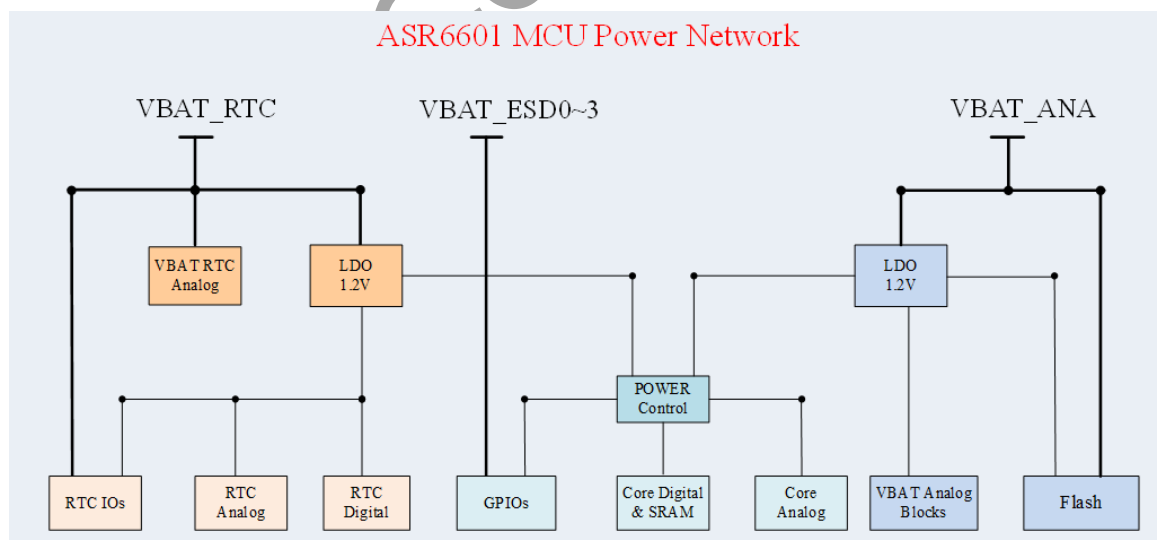 ASR6601 MCU Power Network
VBAT_RTC
VBAT_ESD0~3
VBAT_ANA
VBAT RTC
Analog
LDO
1.2V
LDO
1.2V
POWER
Control
RTC IOs
RTC
Analog
RTC
Digital
GPIOs
Core Digital
& SRAM
Core
Analog
VBAT Analog
Blocks
Flash